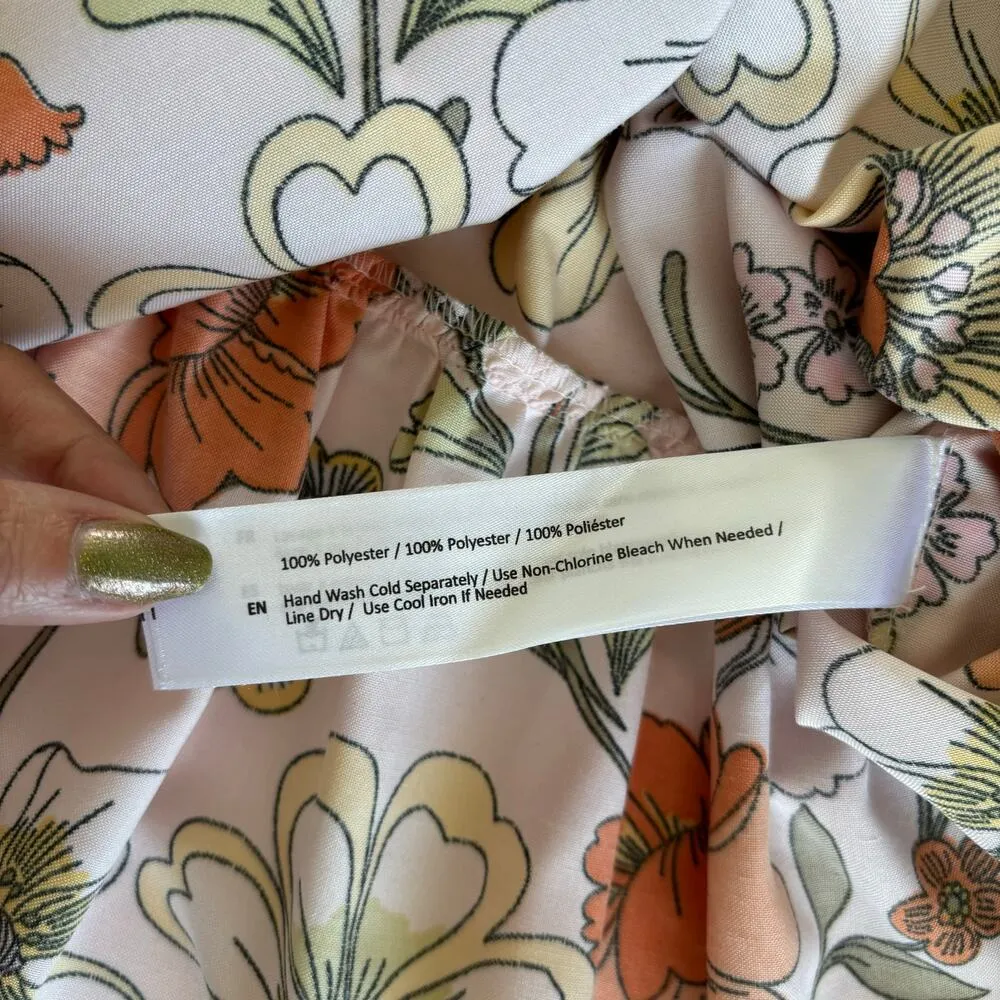 100% Polyester / 100% Polyester / 100% Poliéster
EN Hand Wash Cold Separately / Use Non-Chlorine Bleach When Needed /
Line Dry / Use Cool Iron If Needed